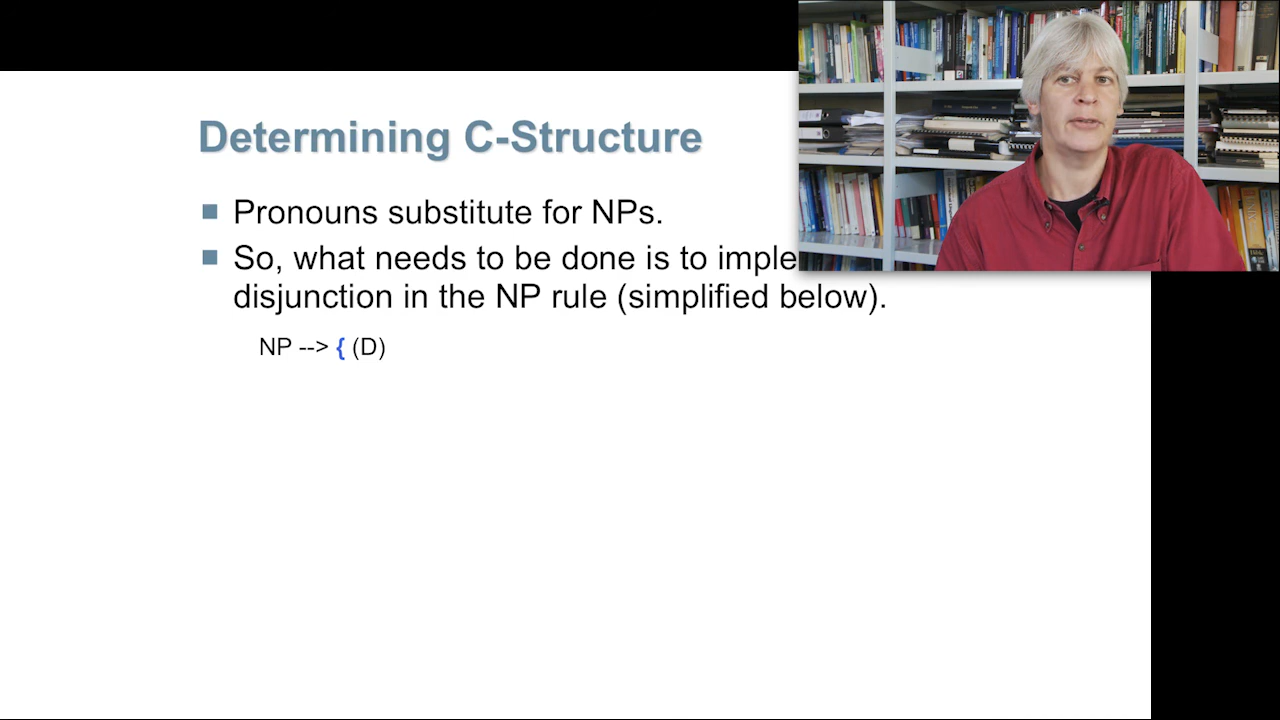 Determining C-Structure
Pronouns substitute for NPs.
So, what needs to be done is to imple
disjunction in the NP rule (simplified below).
NP --> { (D)